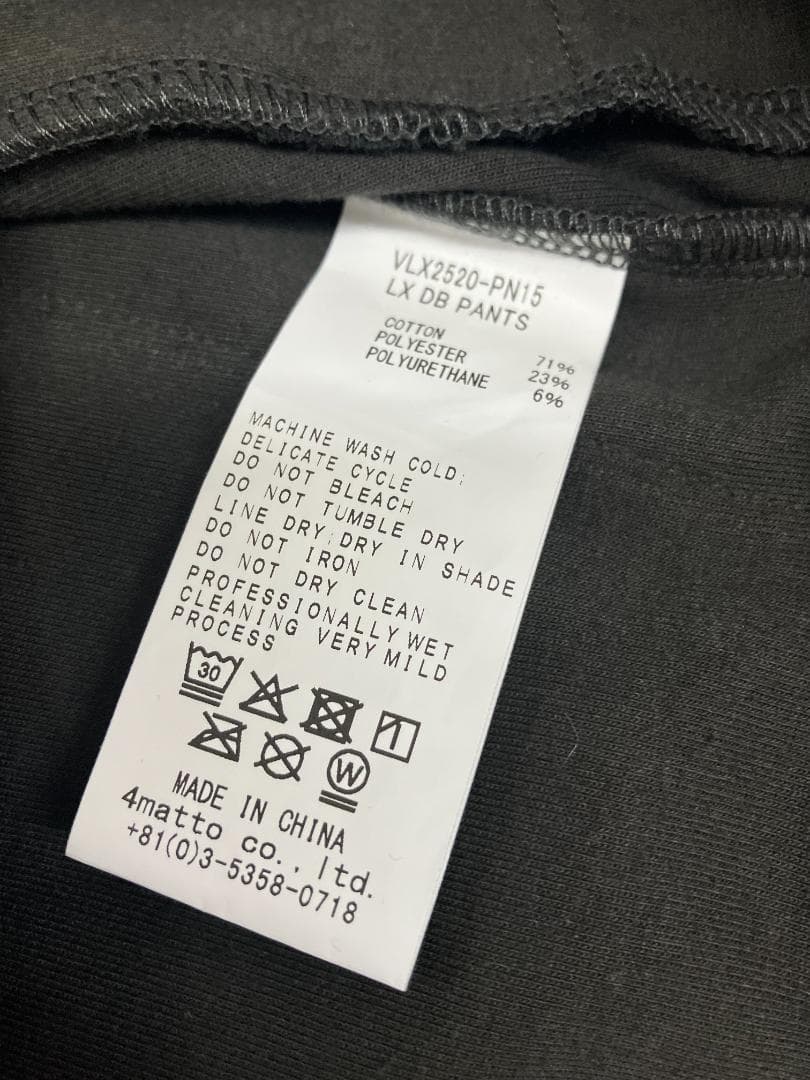 VLX2520-PN15
LX DB PANTS
COTTON 71%
POLYESTER 23%
POLYURETHANE 6%
MACHINE WASH COLD;
DELICATE CYCLE
DO NOT BLEACH
DO NOT TUMBLE DRY
LINE DRY;DRY IN SHADE
DO NOT IRON
DO NOT DRY CLEAN
PROFESSIONALLY WET
CLEANING VERY MILD
PROCESS
30
W
MADE IN CHINA
4matto co., ltd.
+81(0)3-5358-0718